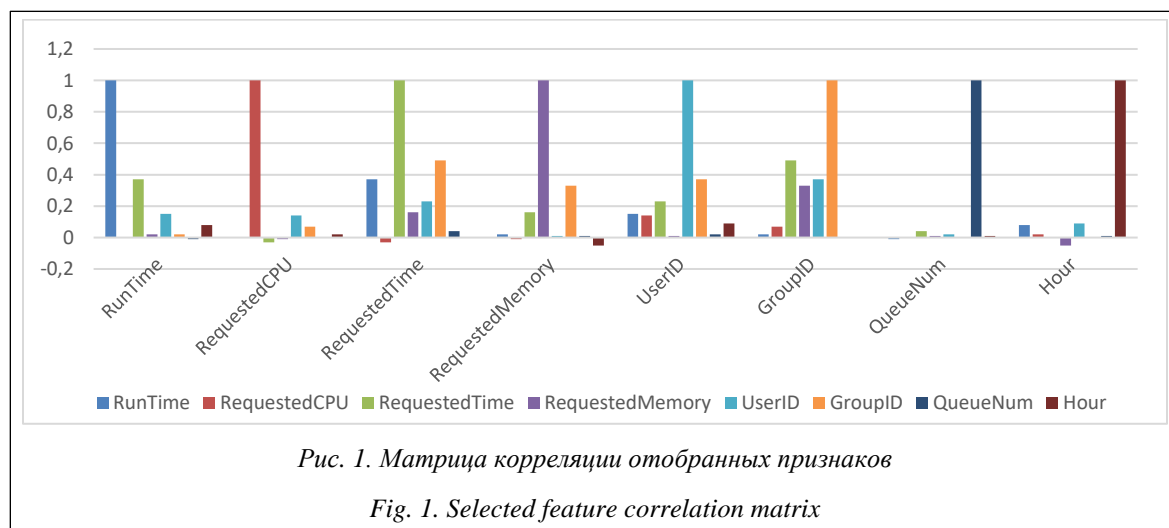 1,2
1
0,8
0,6
0,4
0,2
0
-0,2
RunTime
RequestedCPU
RequestedTime
RequestedMemory
UserID
GroupID
QueueNum
Hour
RunTime RequestedCPU RequestedTime RequestedMemory UserID GroupID QueueNum Hour
Рис. 1. Матрица корреляции отобранных признаков
Fig. 1. Selected feature correlation matrix